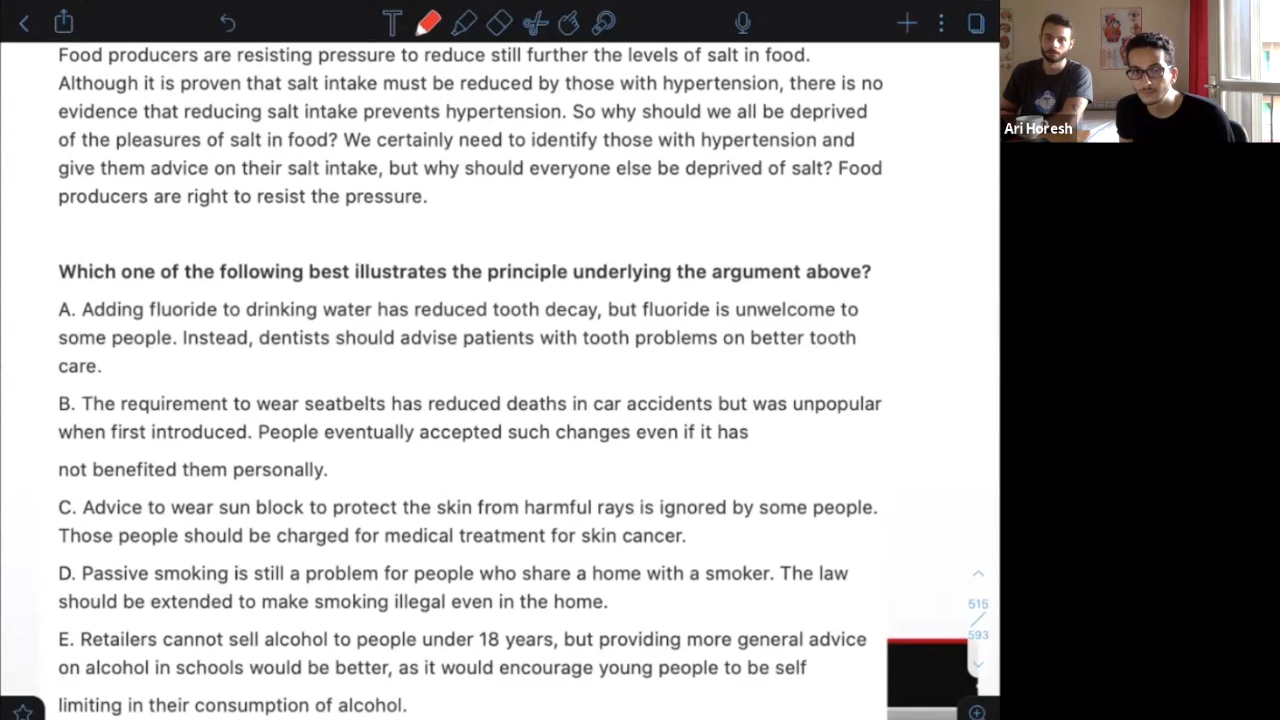 Food producers are resisting pressure to reduce still further the levels of salt in food.
Although it is proven that salt intake must be reduced by those with hypertension, there is no
evidence that reducing salt intake prevents hypertension. So why should we all be deprived
of the pleasures of salt in food? We certainly need to identify those with hypertension and
give them advice on their salt intake, but why should everyone else be deprived of salt? Food
producers are right to resist the pressure.
Which one of the following best illustrates the principle underlying the argument above?
A. Adding fluoride to drinking water has reduced tooth decay, but fluoride is unwelcome to
some people. Instead, dentists should advise patients with tooth problems on better tooth
care.
B. The requirement to wear seatbelts has reduced deaths in car accidents but was unpopular
when first introduced. People eventually accepted such changes even if it has
not benefited them personally.
C. Advice to wear sun block to protect the skin from harmful rays is ignored by some people.
Those people should be charged for medical treatment for skin cancer.
D. Passive smoking is still a problem for people who share a home with a smoker. The law
should be extended to make smoking illegal even in the home.
E. Retailers cannot sell alcohol to people under 18 years, but providing more general advice
on alcohol in schools would be better, as it would encourage young people to be self
limiting in their consumption of alcohol.
515
593
Ari Horesh